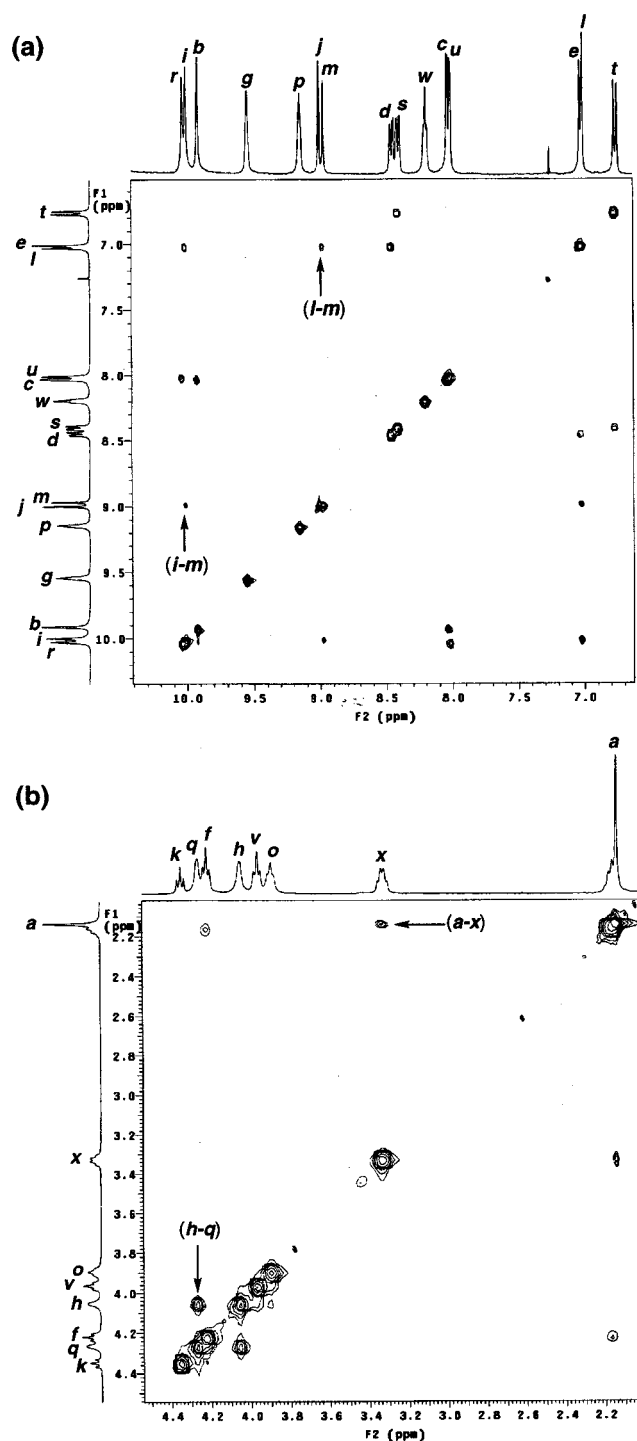 (a)
r i b g p j m d s w c u e l t
F1
(ppm)
t
e
l
u
c
w
s
d
m
j
p
g
b
i
r
7.0
7.5
8.0
8.5
9.0
9.5
10.0
(l-m)
(i-m)
10.0 9.5 9.0 8.5 8.0 7.5 7.0
F2 (ppm)
(b)
k q f h v o x a
F1
(ppm)
a
x
o
v
h
f
q
k
2.2
2.4
2.6
2.8
3.0
3.2
3.4
3.6
3.8
4.0
4.2
4.4
(a-x)
(h-q)
4.4 4.2 4.0 3.8 3.6 3.4 3.2 3.0 2.8 2.6 2.4 2.2
F2 (ppm)